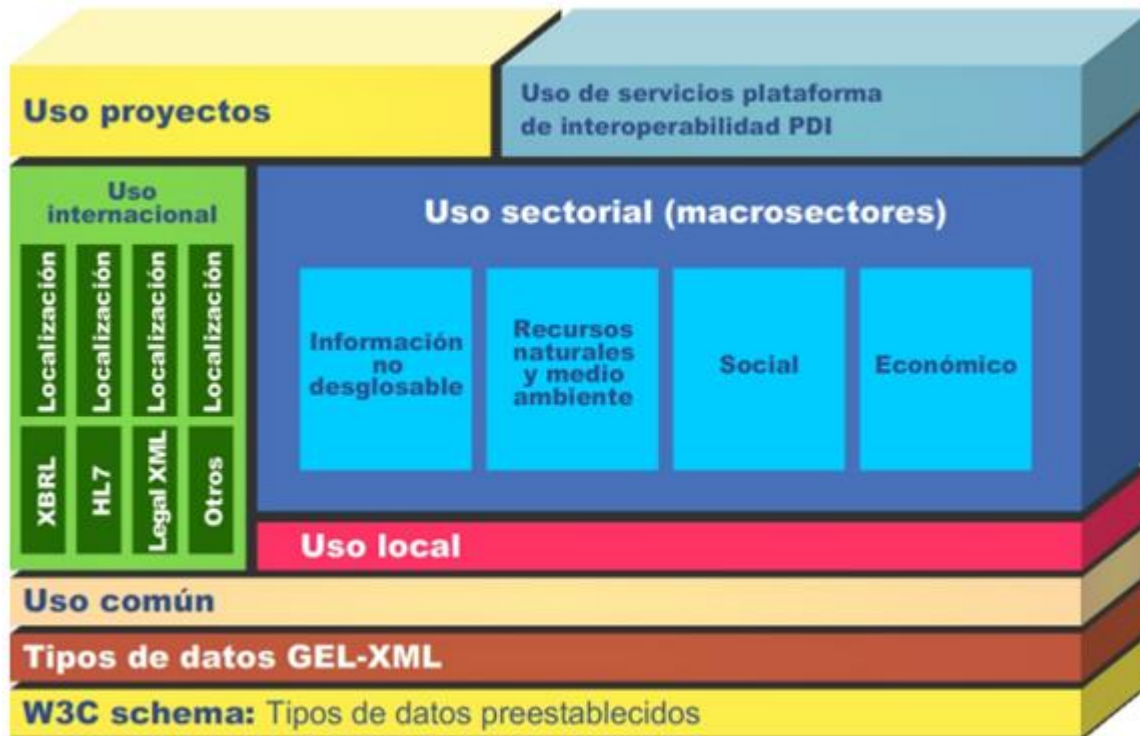 Uso proyectos
Uso de servicios plataforma
de interoperabilidad PDI
Uso
internacional
Localización
Localización
Localización
Localización
XBRL
HL7
Legal XML
Otros
Uso sectorial (macrosectores)
Información
no
desglosable
Recursos
naturales
y medio
ambiente
Social
Económico
Uso local
Uso común
Tipos de datos GEL-XML
W3C schema: Tipos de datos preestablecidos